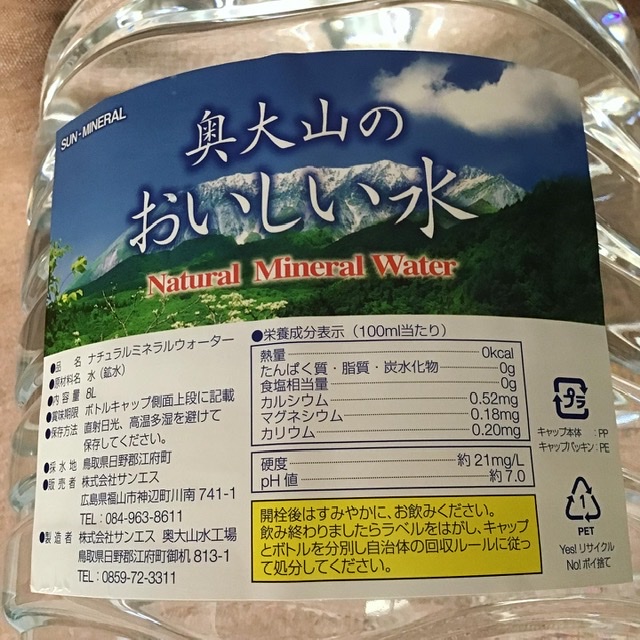 SUN-MINERAL
奥大山の
おいしい水
Natural Mineral Water
●品名 ナチュラルミネラルウォーター
●原材料名 水(鉱水)
●内容量 8L
●賞味期限 ボトルキャップ側面上段に記載
●保存方法 直射日光、高温多湿を避けて
保存してください。
●採水地 鳥取県日野郡江府町
●販売者 株式会社サンエス
広島県福山市神辺町川南 741-1
TEL:084-963-8611
●製造者 株式会社サンエス 奥大山水工場
鳥取県日野郡江府町御机 813-1
TEL:0859-72-3311
●栄養成分表示(100ml当たり)
熱量 0kcal
たんぱく質・脂質・炭水化物 0g
食塩相当量 0g
カルシウム 0.52mg
マグネシウム 0.18mg
カリウム 0.20mg
硬度 約21mg/L
pH値 約7.0
開栓後はすみやかに、お飲みください。
飲み終わりましたらラベルをはがし、キャップ
とボトルを分別し自治体の回収ルールに従っ
て処分してください。
プラ
キャップ本体 :PP
キャップパッキン:PE
1
PET
Yes!リサイクル
No!ポイ捨て